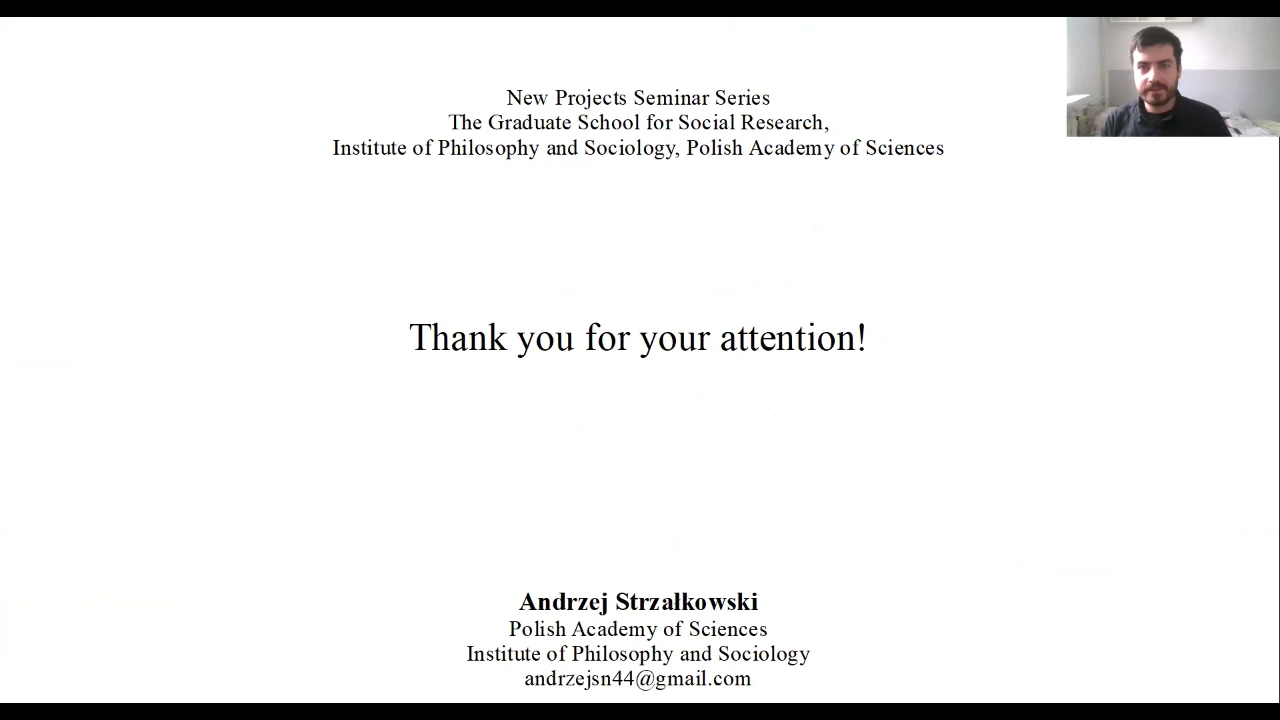 New Projects Seminar Series
The Graduate School for Social Research,
Institute of Philosophy and Sociology, Polish Academy of Sciences
Thank you for your attention!
Andrzej Strzałkowski
Polish Academy of Sciences
Institute of Philosophy and Sociology
andrzejsn44@gmail.com